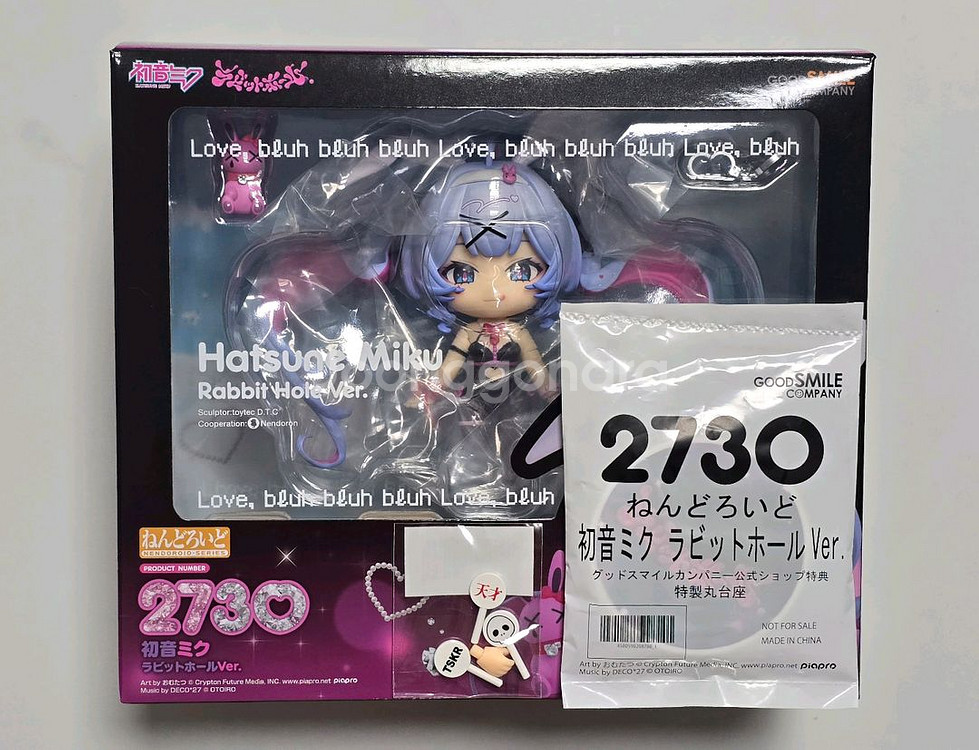 初音ミク
HATSUNE MIKU
ラビットホール
GOOD SMILE
COMPANY
Love, bluh bluh bluh Love, bluh bluh bluh Love, bluh
Hatsune Miku
Rabbit Hole Ver.
Sculptor:toytec D.T.C
Cooperation: Nendoron
Love, bluh bluh bluh Love, bluh
joonggonara
ねんどろいど
NENDOROID・SERIES
PRODUCT NUMBER
2730
初音ミク
ラビットホールVer.
Art by おむたつ © Crypton Future Media, INC. www.piapro.net piapro
Music by DECO*27 © OTOIRO
天才
TSKR
GOOD SMILE
COMPANY
2730
ねんどろいど
初音ミク ラビットホール Ver.
グッドスマイルカンパニー公式ショップ特典
特製丸台座
NOT FOR SALE
MADE IN CHINA
Art by おむたつ © Crypton Future Media, INC. www.piapro.net piapro
Music by DECO*27 © OTOIRO